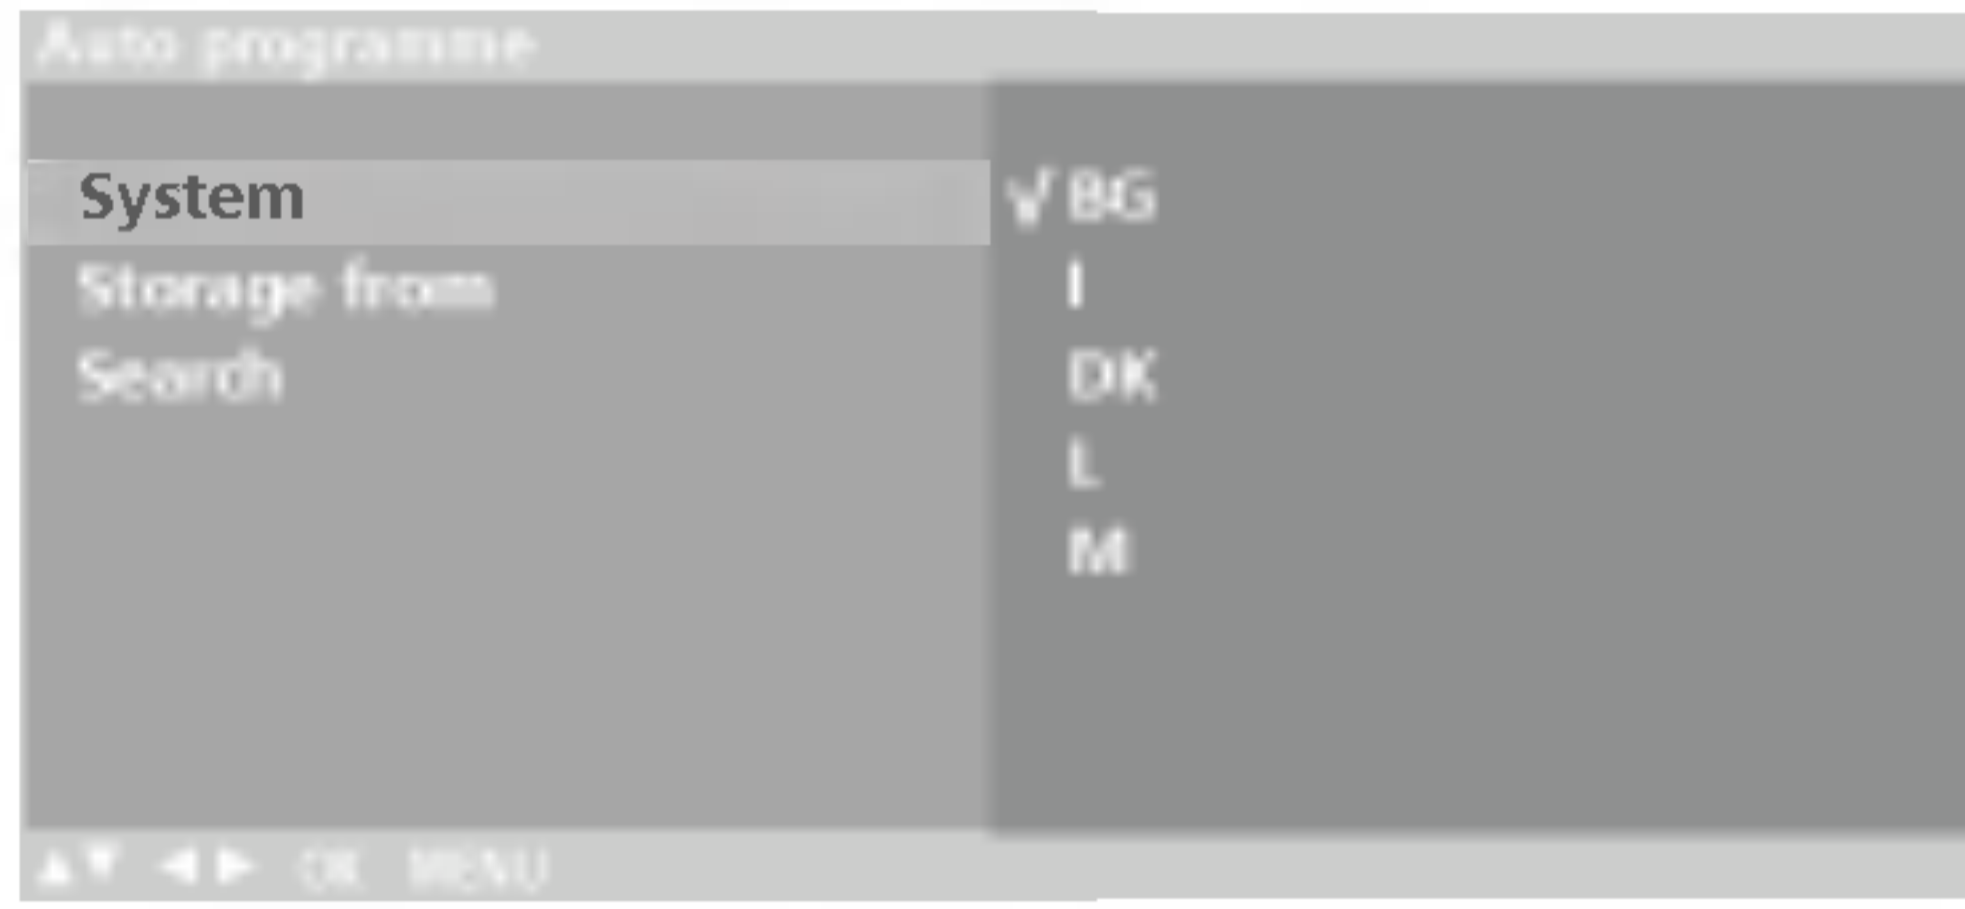 Auto programme
System
√ BG
I
Storage from
DK
Search
L
M
▲▼ ◀ ▶ OK MENU